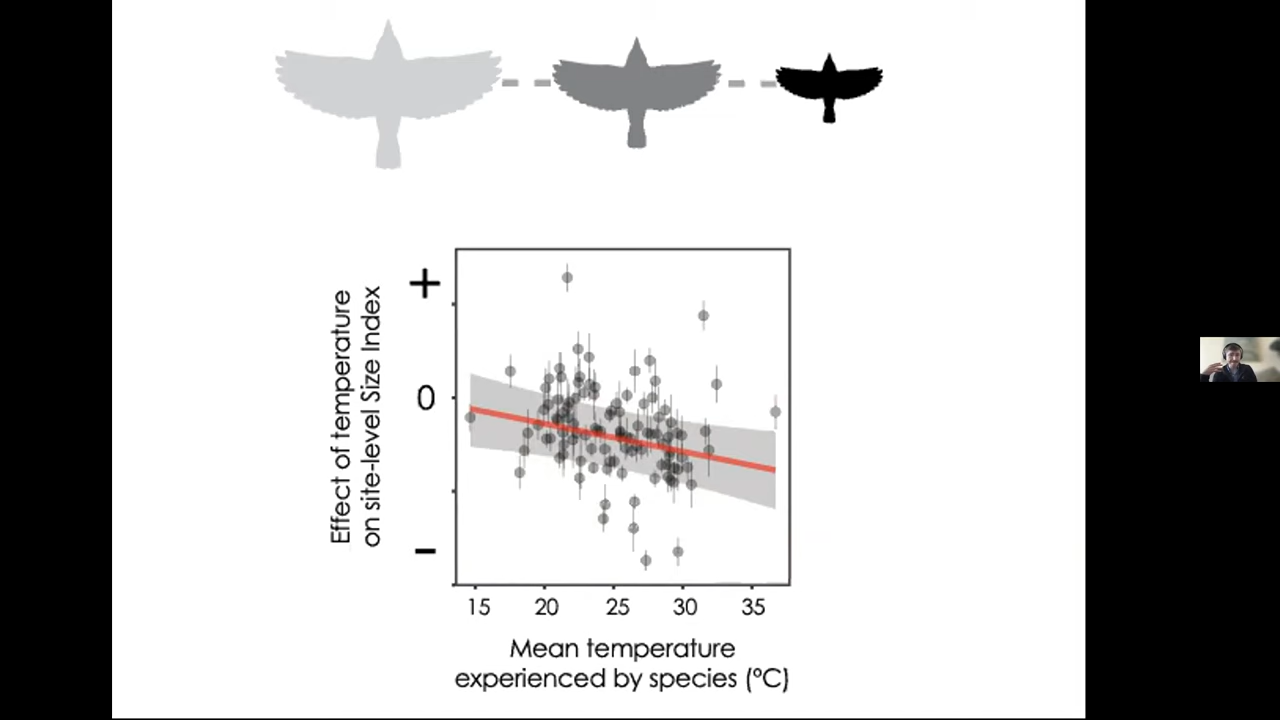 Effect of temperature
on site-level Size Index
+
0
-
15 20 25 30 35
Mean temperature
experienced by species (ºC)